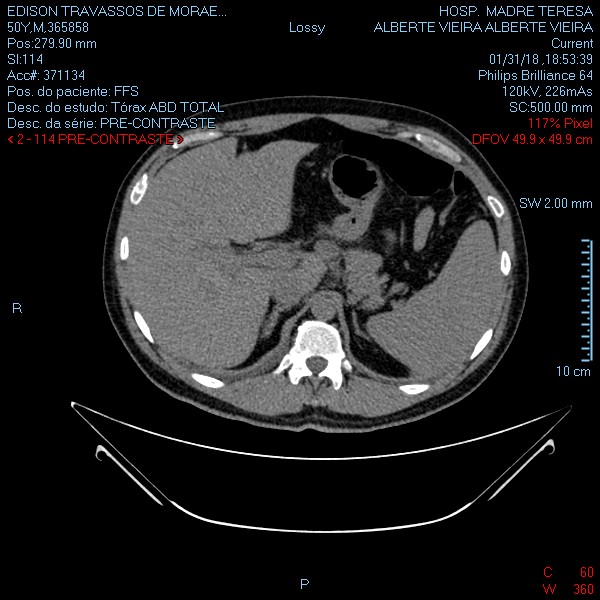 EDISON TRAVASSOS DE MORAE...
50Y,M,365858
Pos:279.90 mm
SI:114
Acc#: 371134
Pos. do paciente: FFS
Desc. do estudo: Tórax ABD TOTAL
Desc. da série: PRE-CONTRASTE
< 2 - 114 PRE-CONTRASTE >
Lossy
HOSP. MADRE TERESA
ALBERTE VIEIRA ALBERTE VIEIRA
Current
01/31/18 ,18:53:39
Philips Brilliance 64
120kV, 226mAs
SC:500.00 mm
117% Pixel
DFOV 49.9 x 49.9 cm
SW 2.00 mm
R
10 cm
P
C 60
W 360